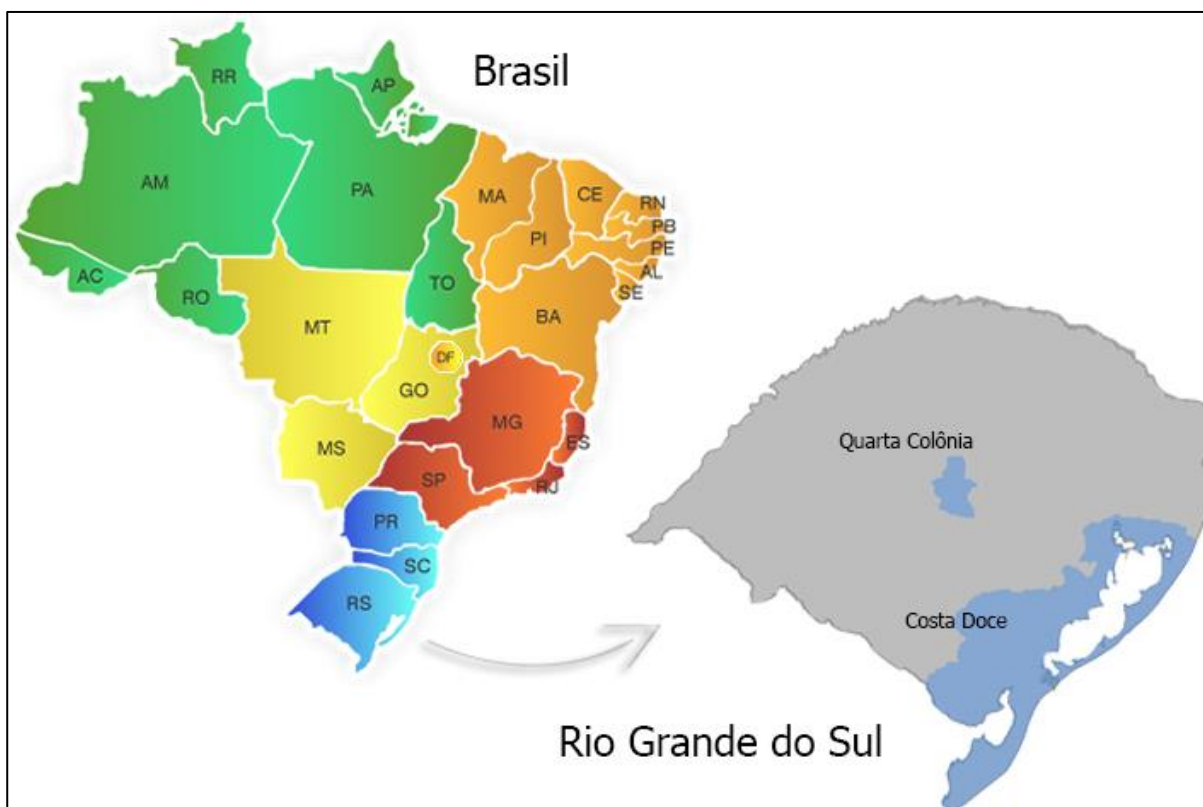 Brasil
RR
AP
AM
PA
MA
CE
RN
PB
PE
AL
SE
PI
AC
RO
TO
BA
MT
DF
GO
MG
ES
MS
SP
RJ
PR
SC
RS
Quarta Colônia
Costa Doce
Rio Grande do Sul